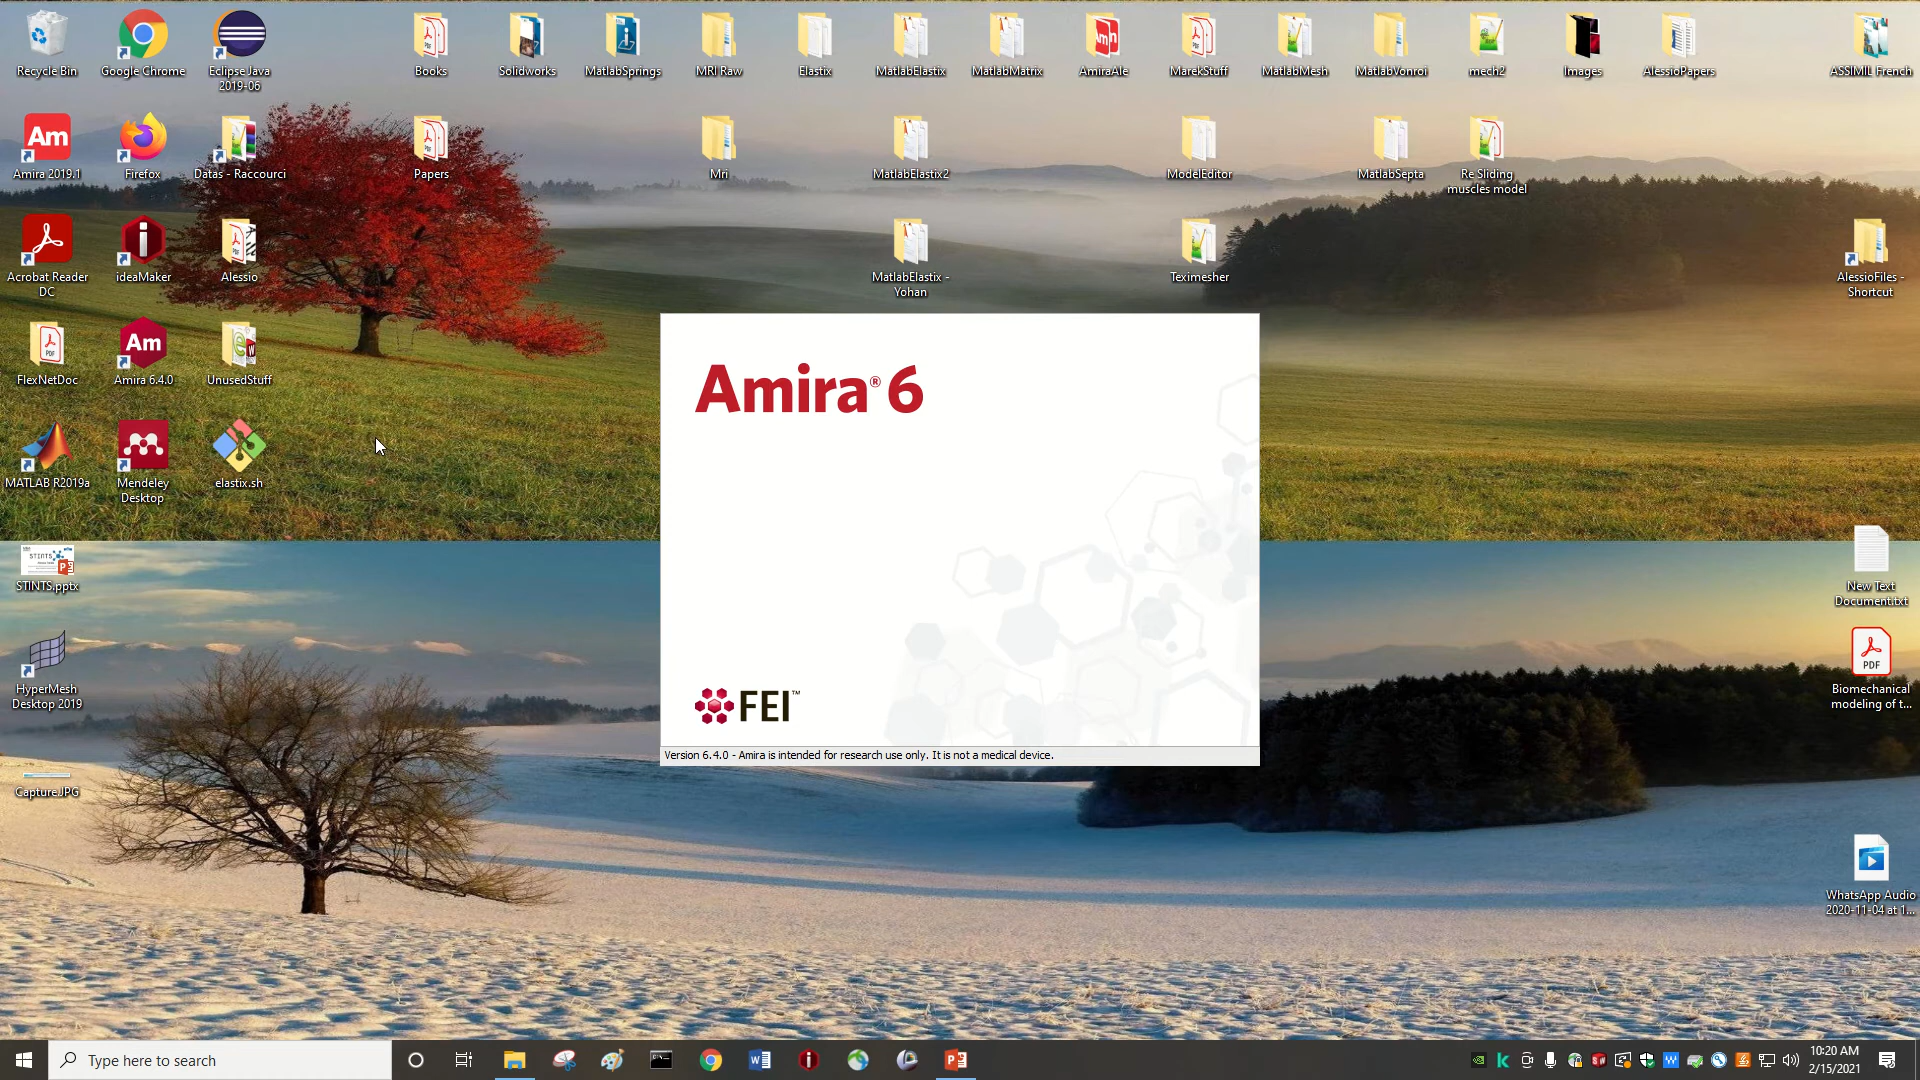 Recycle Bin
Google Chrome
Eclipse Java
2019-06
Books
Solidworks
MatlabSprings
MRI Raw
Elastix
MatlabElastix
MatlabMatrix
AmiraAle
MarekStuff
MatlabMesh
MatlabVonroi
mech2
Images
AlessioPapers
ASSIMIL French
Amira 2019.1
Firefox
Datas - Raccourci
Papers
Mri
MatlabElastix2
ModelEditor
MatlabSepta
Re Sliding
muscles model
Acrobat Reader
DC
ideaMaker
Alessio
MatlabElastix -
Yohan
Teximesher
AlessioFiles -
Shortcut
FlexNetDoc
Amira 6.4.0
UnusedStuff
MATLAB R2019a
Mendeley
Desktop
elastix.sh
STINTS.pptx
New Text
Document.txt
HyperMesh
Desktop 2019
Biomechanical
modeling of t...
Capture.JPG
WhatsApp Audio
2020-11-04 at 1...
Amira® 6
FEI™
Version 6.4.0 - Amira is intended for research use only. It is not a medical device.
Type here to search
10:20 AM
2/15/2021